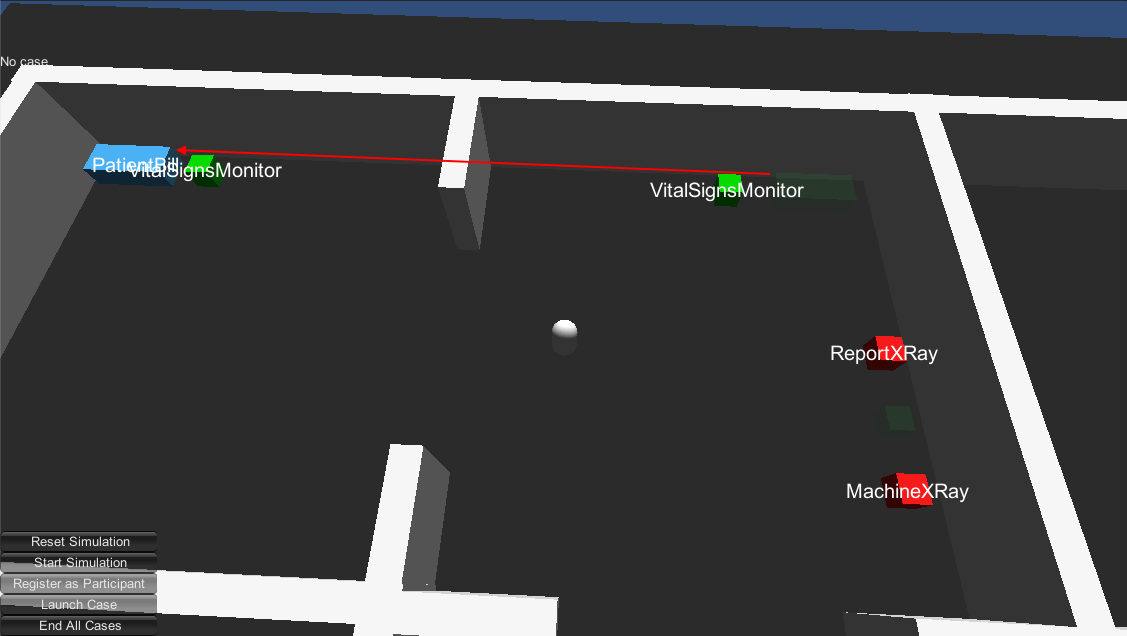 No case
PatientBill
VitalSignsMonitor
VitalSignsMonitor
ReportXRay
MachineXRay
Reset Simulation
Start Simulation
Register as Participant
Launch Case
End All Cases